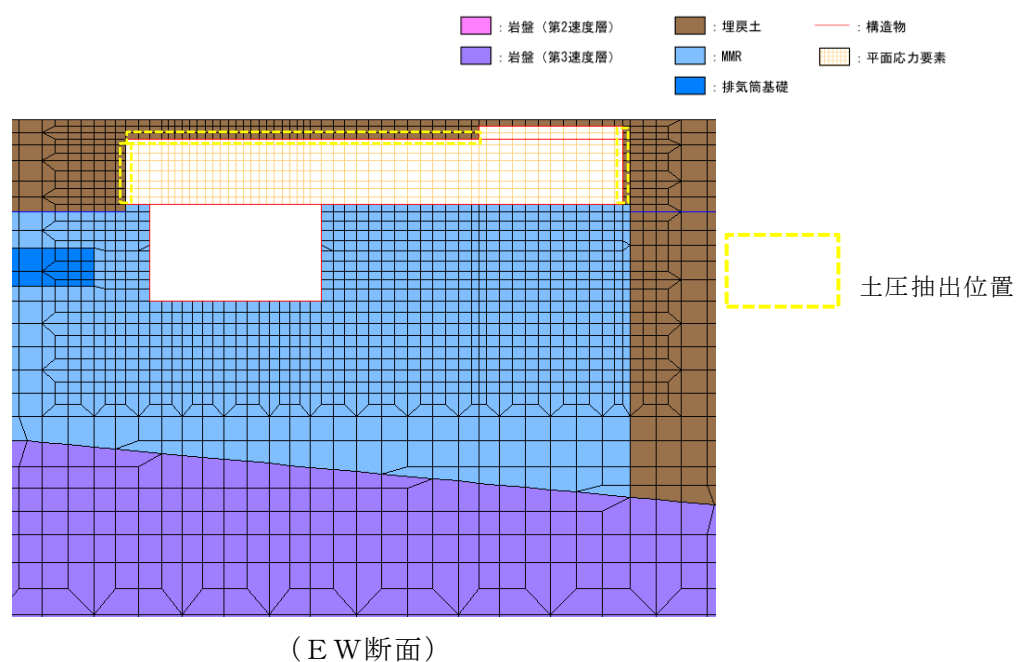 ：岩盤（第2速度層）
：埋戻土
：構造物
：岩盤（第3速度層）
：MMR
：平面応力要素
：排気筒基礎
土圧抽出位置
（ＥＷ断面）